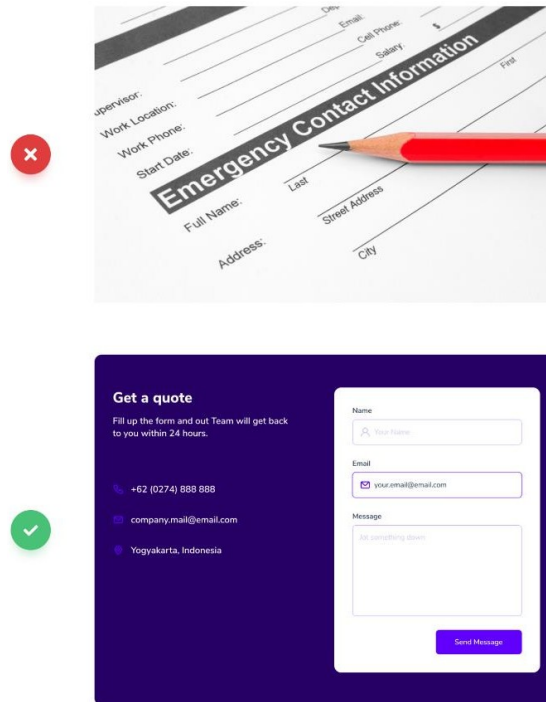 Dep
Email:
Cell Phone:
Salary:
$
upervisor:
Work Location:
Work Phone:
Start Date:
Emergency Contact Information
First
Full Name:
Last
Street Address
Address:
City
Get a quote
Fill up the form and out Team will get back
to you within 24 hours.
+62 (0274) 888 888
company.mail@email.com
Yogyakarta, Indonesia
Name
Your Name
Email
your.email@email.com
Message
Jot something down
Send Message